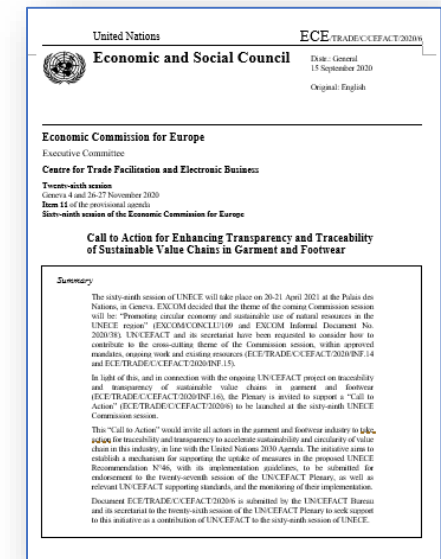 United Nations
ECE/TRADE/C/CEFACT/2020/6
Economic and Social Council
Distr.: General
15 September 2020
Original: English
Economic Commission for Europe
Executive Committee
Centre for Trade Facilitation and Electronic Business
Twenty-sixth session
Geneva 4 and 26-27 November 2020
Item 11 of the provisional agenda
Sixty-ninth session of the Economic Commission for Europe
Call to Action for Enhancing Transparency and Traceability
of Sustainable Value Chains in Garment and Footwear
Summary
The sixty-ninth session of UNECE will take place on 20-21 April 2021 at the Palais des
Nations, in Geneva. EXCOM decided that the theme of the coming Commission session
will be: "Promoting circular economy and sustainable use of natural resources in the
UNECE region" (EXCOM/CONCLU/109 and EXCOM Informal Document No.
2020/38). UN/CEFACT and its secretariat have been requested to consider how to
contribute to the cross-cutting theme of the Commission session, within approved
mandates, ongoing work and existing resources (ECE/TRADE/C/CEFACT/2020/INF.14
and ECE/TRADE/C/CEFACT/2020/INF.15).
In light of this, and in connection with the ongoing UN/CEFACT project on traceability
and transparency of sustainable value chains in garment and footwear
(ECE/TRADE/C/CEFACT/2020/INF.16), the Plenary is invited to support a "Call to
Action" (ECE/TRADE/C/CEFACT/2020/6) to be launched at the sixty-ninth UNECE
Commission session.
This "Call to Action" would invite all actors in the garment and footwear industry to take
action for traceability and transparency to accelerate sustainability and circularity of value
chain in this industry, in line with the United Nations 2030 Agenda. The initiative aims to
establish a mechanism for supporting the uptake of measures in the proposed UNECE
Recommendation N°46, with its implementation guidelines, to be submitted for
endorsement to the twenty-seventh session of the UN/CEFACT Plenary, as well as
relevant UN/CEFACT supporting standards, and the monitoring of their implementation.
Document ECE/TRADE/C/CEFACT/2020/6 is submitted by the UN/CEFACT Bureau
and its secretariat to the twenty-sixth session of the UN/CEFACT Plenary to seek support
to this initiative as a contribution of UN/CEFACT to the sixty-ninth session of UNECE.